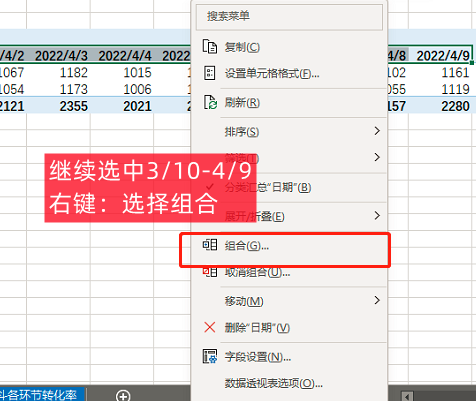 搜索菜单
复制(C)
设置单元格格式(F)...
刷新(R)
排序(S)
筛选(T)
分类汇总"日期"(B)
展开/折叠(E)
组合(G)...
取消组合(U)...
移动(M)
删除"日期"(V)
字段设置(N)...
数据透视表选项(O)...
继续选中3/10-4/9
右键：选择组合
/4/2 2022/4/3 2022/4/4 /4/8 2022/4/9
1067 1182 1015 102 1161
1054 1173 1006 055 1119
2121 2355 2021 157 2280
各环节转化率